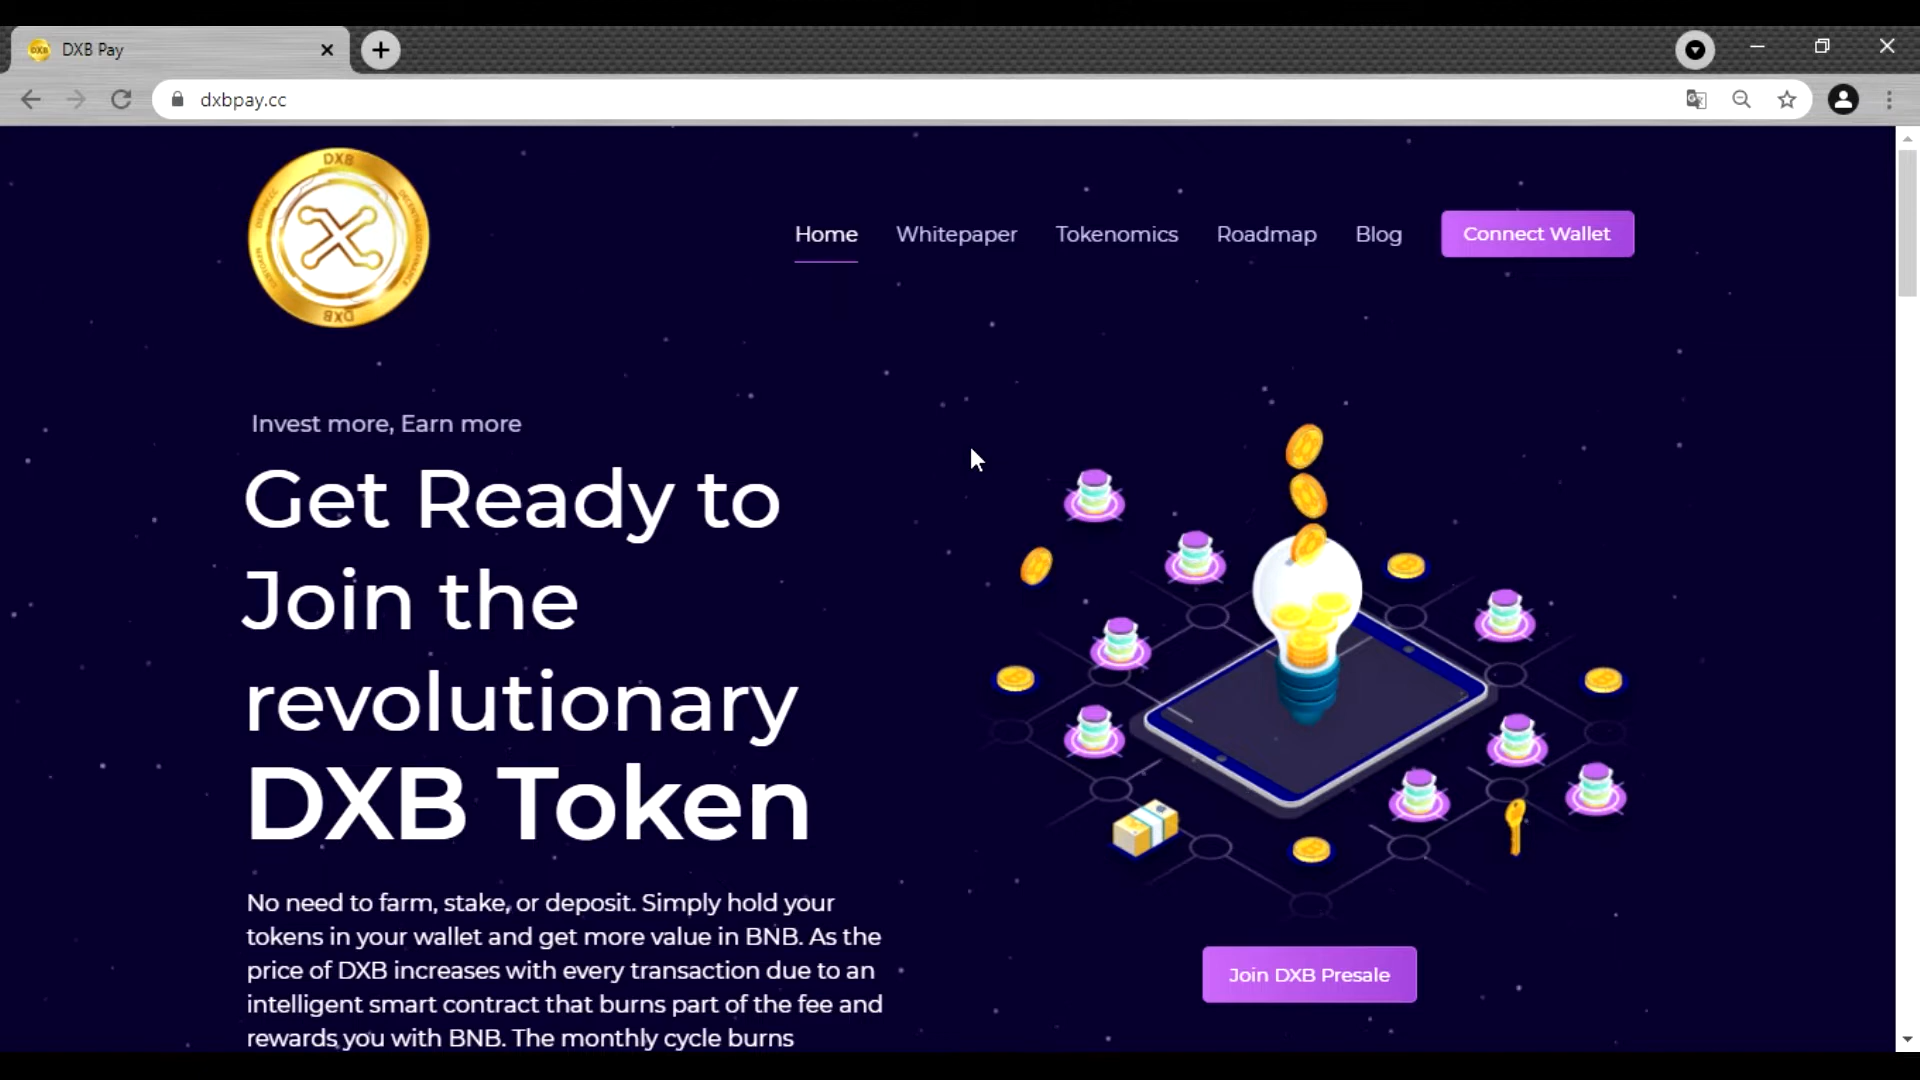 DXB Pay
dxbpay.cc
DXB
DXB
Home
Whitepaper
Tokenomics
Roadmap
Blog
Connect Wallet
Invest more, Earn more
Get Ready to
Join the
revolutionary
DXB Token
No need to farm, stake, or deposit. Simply hold your
tokens in your wallet and get more value in BNB. As the
price of DXB increases with every transaction due to an
intelligent smart contract that burns part of the fee and
rewards you with BNB. The monthly cycle burns
Join DXB Presale